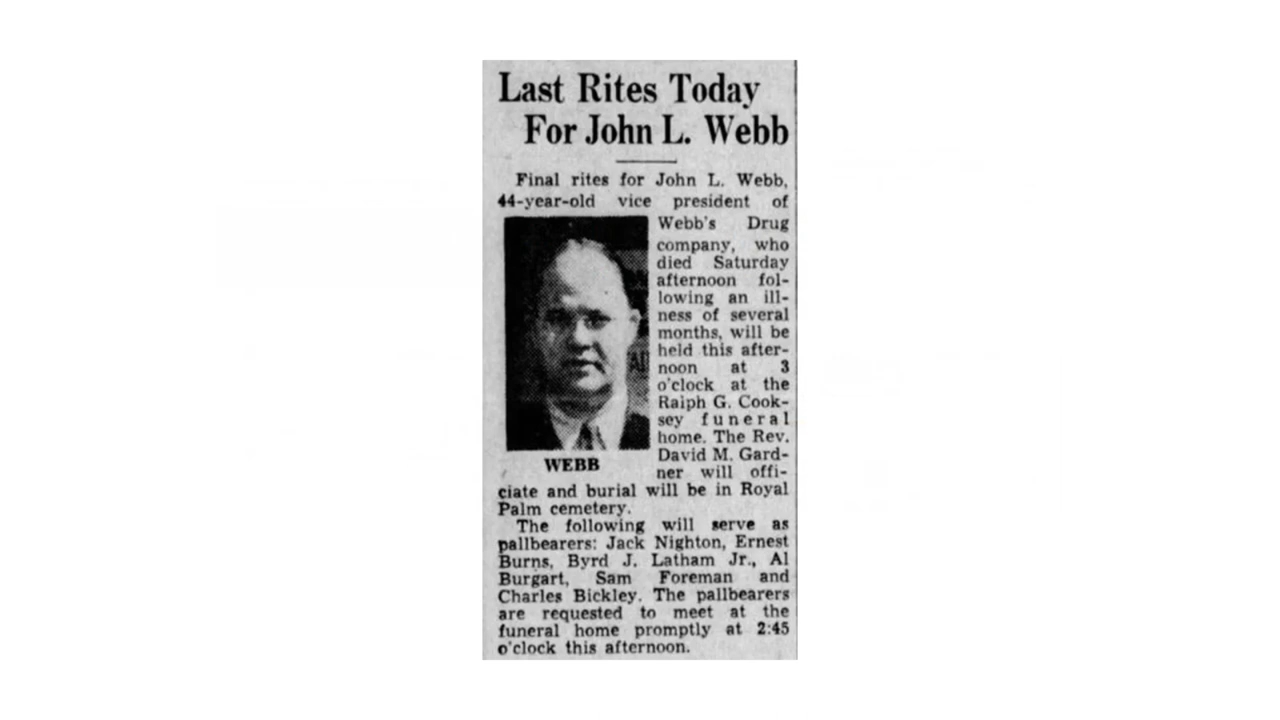 Last Rites Today
For John L. Webb
Final rites for John L. Webb,
44-year-old vice president of
Webb's Drug
company, who
died Saturday
afternoon fol-
lowing an ill-
ness of several
months, will be
held this after-
noon at 3
o'clock at the
Ralph G. Cook-
sey funeral
home. The Rev.
David M. Gard-
ner will offi-
WEBB
ciate and burial will be in Royal
Palm cemetery.
The following will serve as
pallbearers: Jack Nighton, Ernest
Burns, Byrd J. Latham Jr., Al
Burgart, Sam Foreman and
Charles Bickley. The pallbearers
are requested to meet at the
funeral home promptly at 2:45
o'clock this afternoon.